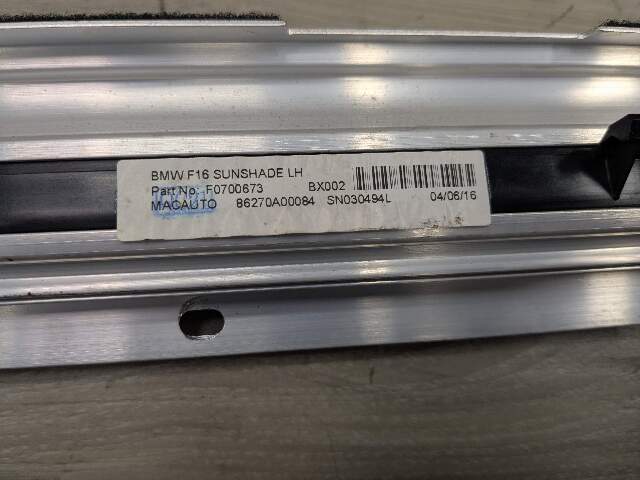 BMW F16 SUNSHADE LH
Part No: F0700673 BX002
MACAUTO 86270A00084 SN030494L 04/06/16